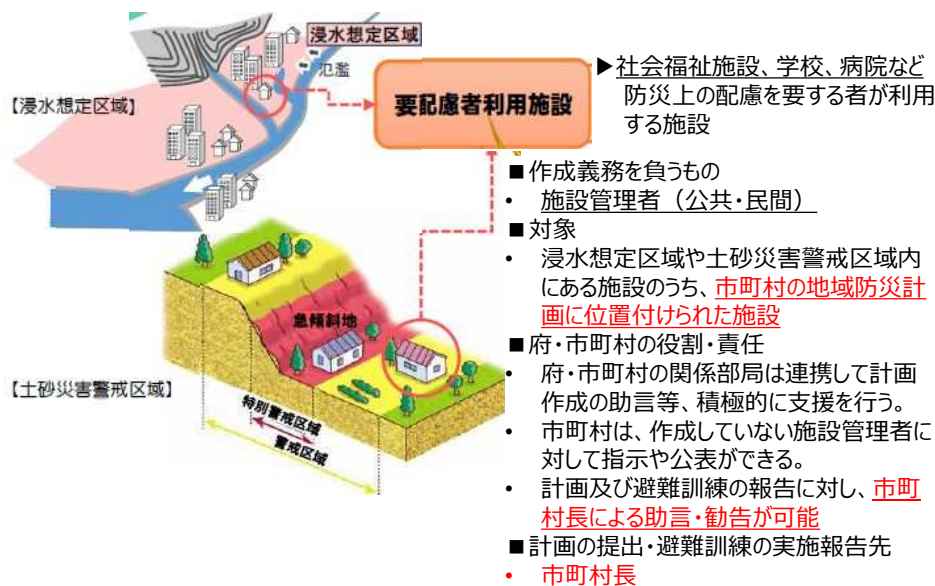 浸水想定区域
氾濫
【浸水想定区域】
要配慮者利用施設
▶社会福祉施設、学校、病院など
防災上の配慮を要する者が利用
する施設
■作成義務を負うもの
• 施設管理者（公共・民間）
■対象
• 浸水想定区域や土砂災害警戒区域内
にある施設のうち、市町村の地域防災計
画に位置付けられた施設
■府・市町村の役割・責任
• 府・市町村の関係部局は連携して計画
作成の助言等、積極的に支援を行う。
• 市町村は、作成していない施設管理者に
対して指示や公表ができる。
• 計画及び避難訓練の報告に対し、市町
村長による助言・勧告が可能
■計画の提出・避難訓練の実施報告先
• 市町村長
急傾斜地
【土砂災害警戒区域】
特別警戒区域
警戒区域